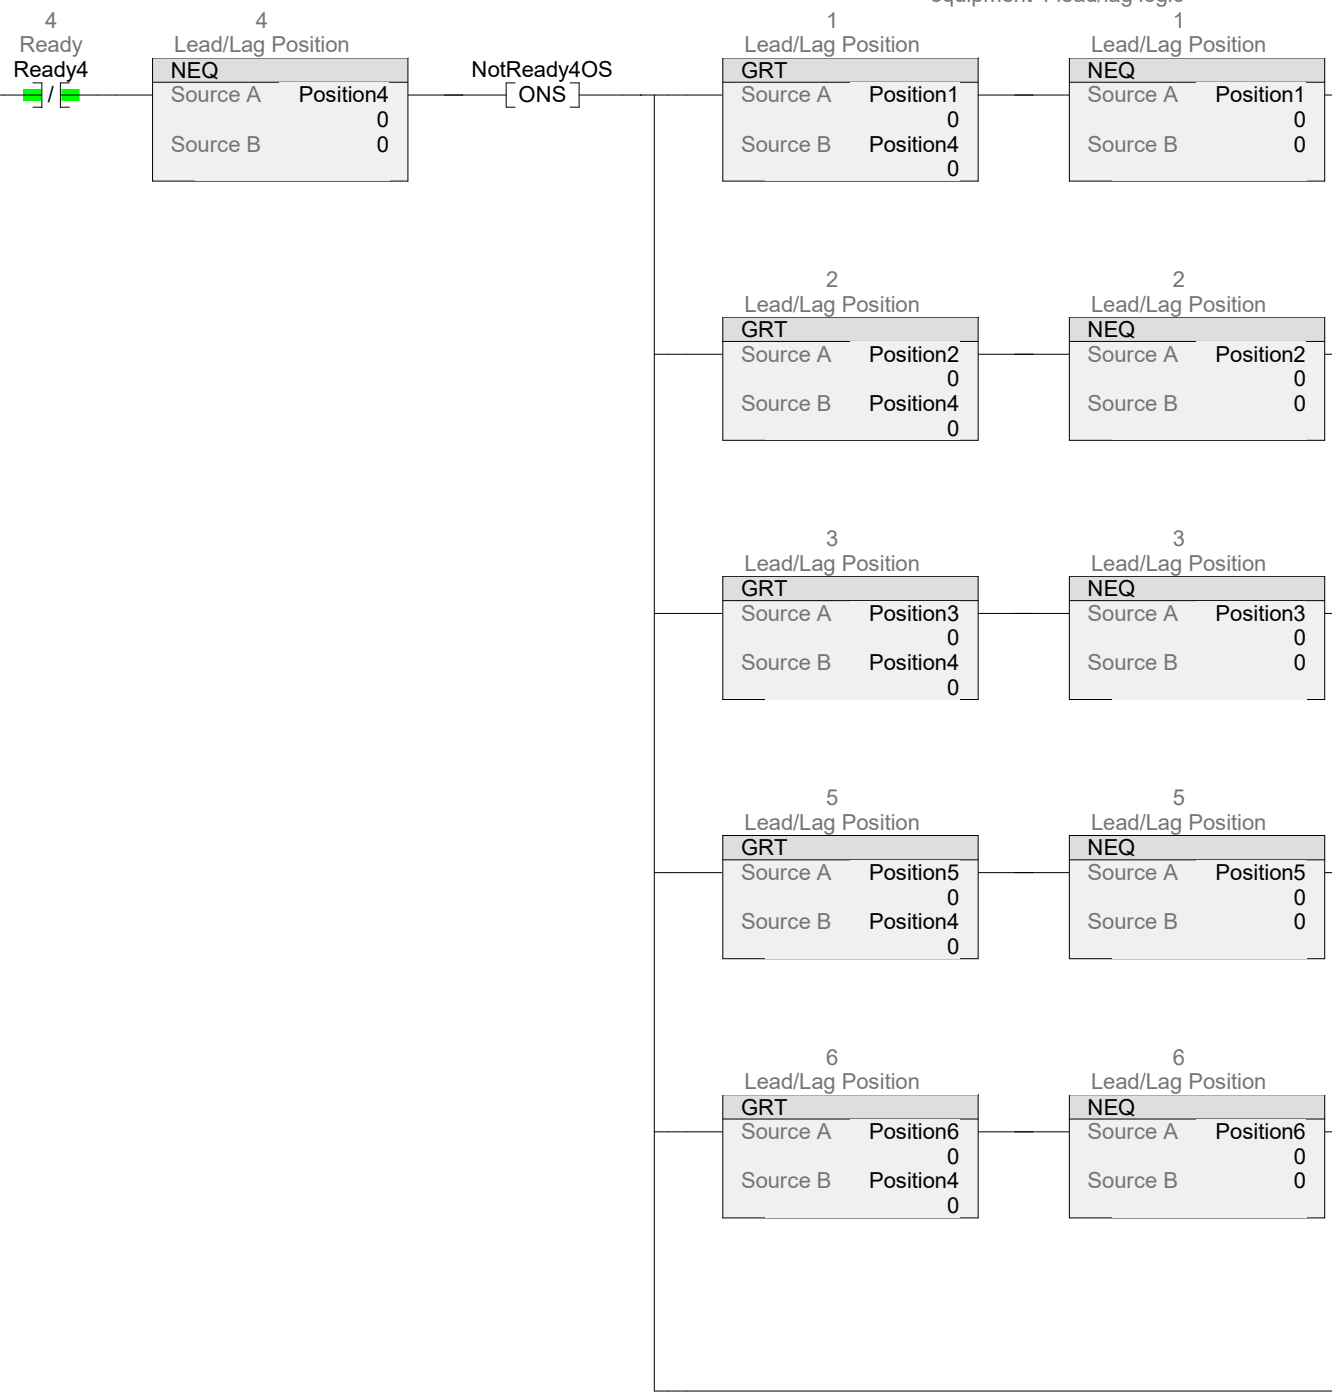 4
Ready
Ready4
/
4
Lead/Lag Position
NEQ
Source A Position4
0
Source B 0
NotReady4OS
ONS
1
Lead/Lag Position
GRT
Source A Position1
0
Source B Position4
0
1
Lead/Lag Position
NEQ
Source A Position1
0
Source B 0
2
Lead/Lag Position
GRT
Source A Position2
0
Source B Position4
0
2
Lead/Lag Position
NEQ
Source A Position2
0
Source B 0
3
Lead/Lag Position
GRT
Source A Position3
0
Source B Position4
0
3
Lead/Lag Position
NEQ
Source A Position3
0
Source B 0
5
Lead/Lag Position
GRT
Source A Position5
0
Source B Position4
0
5
Lead/Lag Position
NEQ
Source A Position5
0
Source B 0
6
Lead/Lag Position
GRT
Source A Position6
0
Source B Position4
0
6
Lead/Lag Position
NEQ
Source A Position6
0
Source B 0